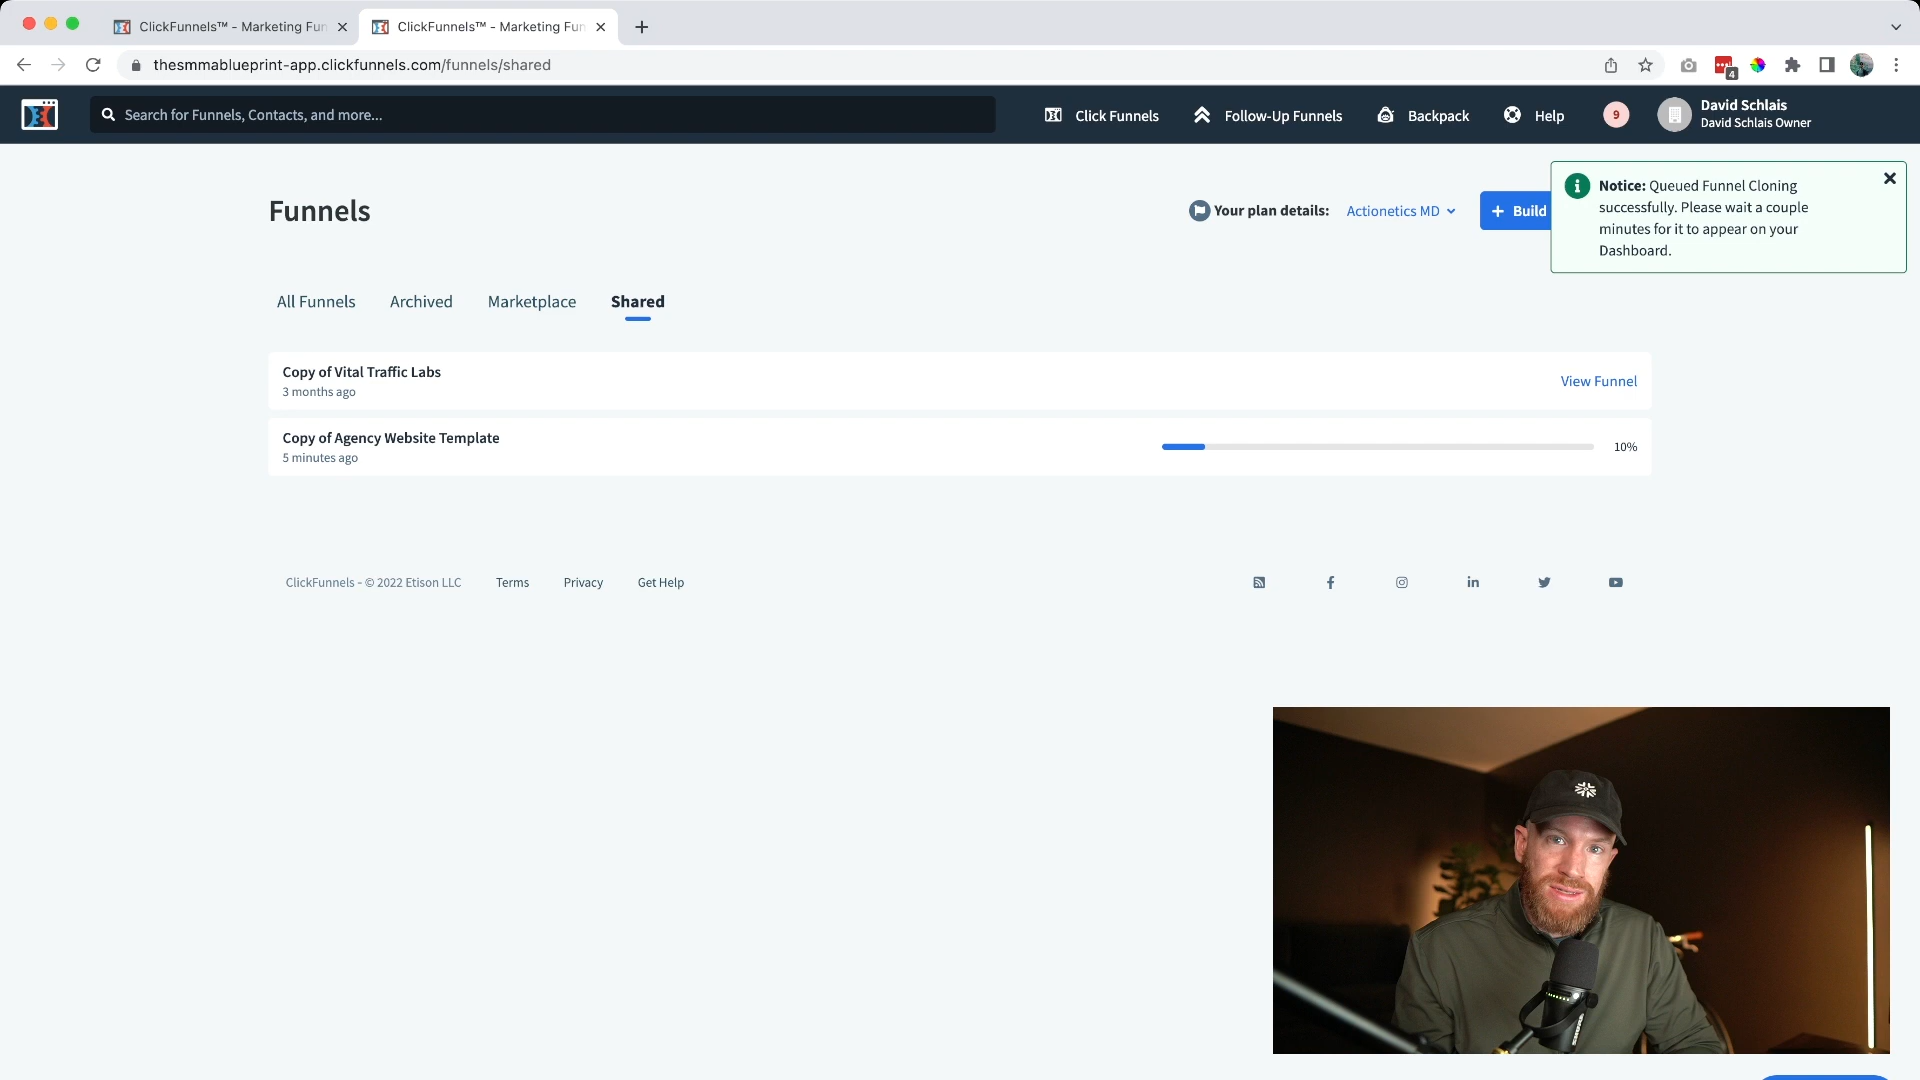 ClickFunnels™ - Marketing Fun
ClickFunnels™ - Marketing Fun
thesmmablueprint-app.clickfunnels.com/funnels/shared
4
Search for Funnels, Contacts, and more...
Click Funnels
Follow-Up Funnels
Backpack
Help
9
David Schlais
David Schlais Owner
Funnels
Your plan details:
Actionetics MD
+ Build
Notice: Queued Funnel Cloning
successfully. Please wait a couple
minutes for it to appear on your
Dashboard.
All Funnels
Archived
Marketplace
Shared
Copy of Vital Traffic Labs
3 months ago
View Funnel
Copy of Agency Website Template
5 minutes ago
10%
ClickFunnels - © 2022 Etison LLC
Terms
Privacy
Get Help